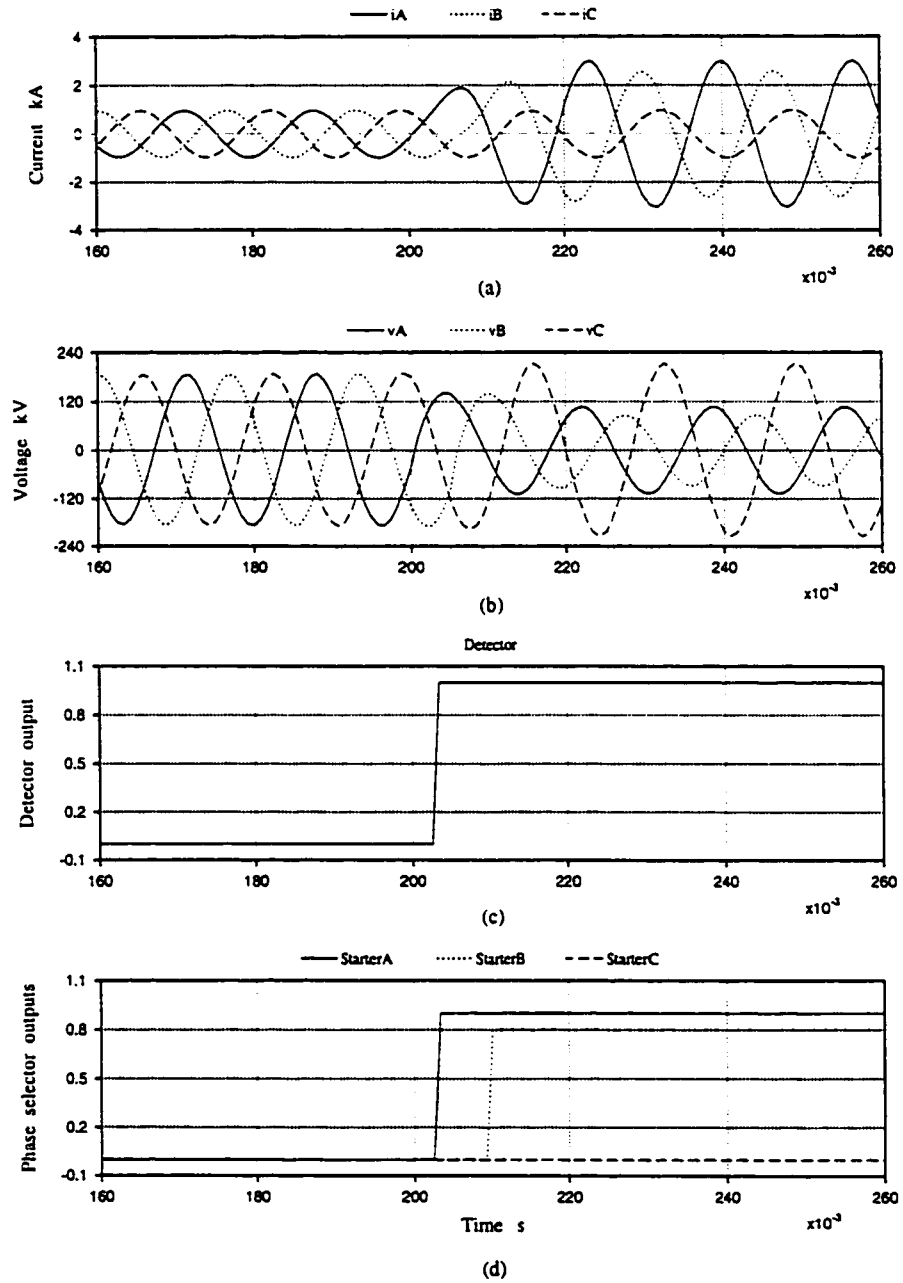 iA iB iC
4
2
0
-2
-4
Current kA
160 180 200 220 240 260
x10⁻³
(a)
vA vB vC
240
120
0
-120
-240
Voltage kV
160 180 200 220 240 260
x10⁻³
(b)
Detector
1.1
0.8
0.5
0.2
-0.1
Detector output
160 180 200 220 240 260
x10⁻³
(c)
StarterA StarterB StarterC
1.1
0.8
0.5
0.2
-0.1
Phase selector outputs
160 180 200 220 240 260
Time s x10⁻³
(d)